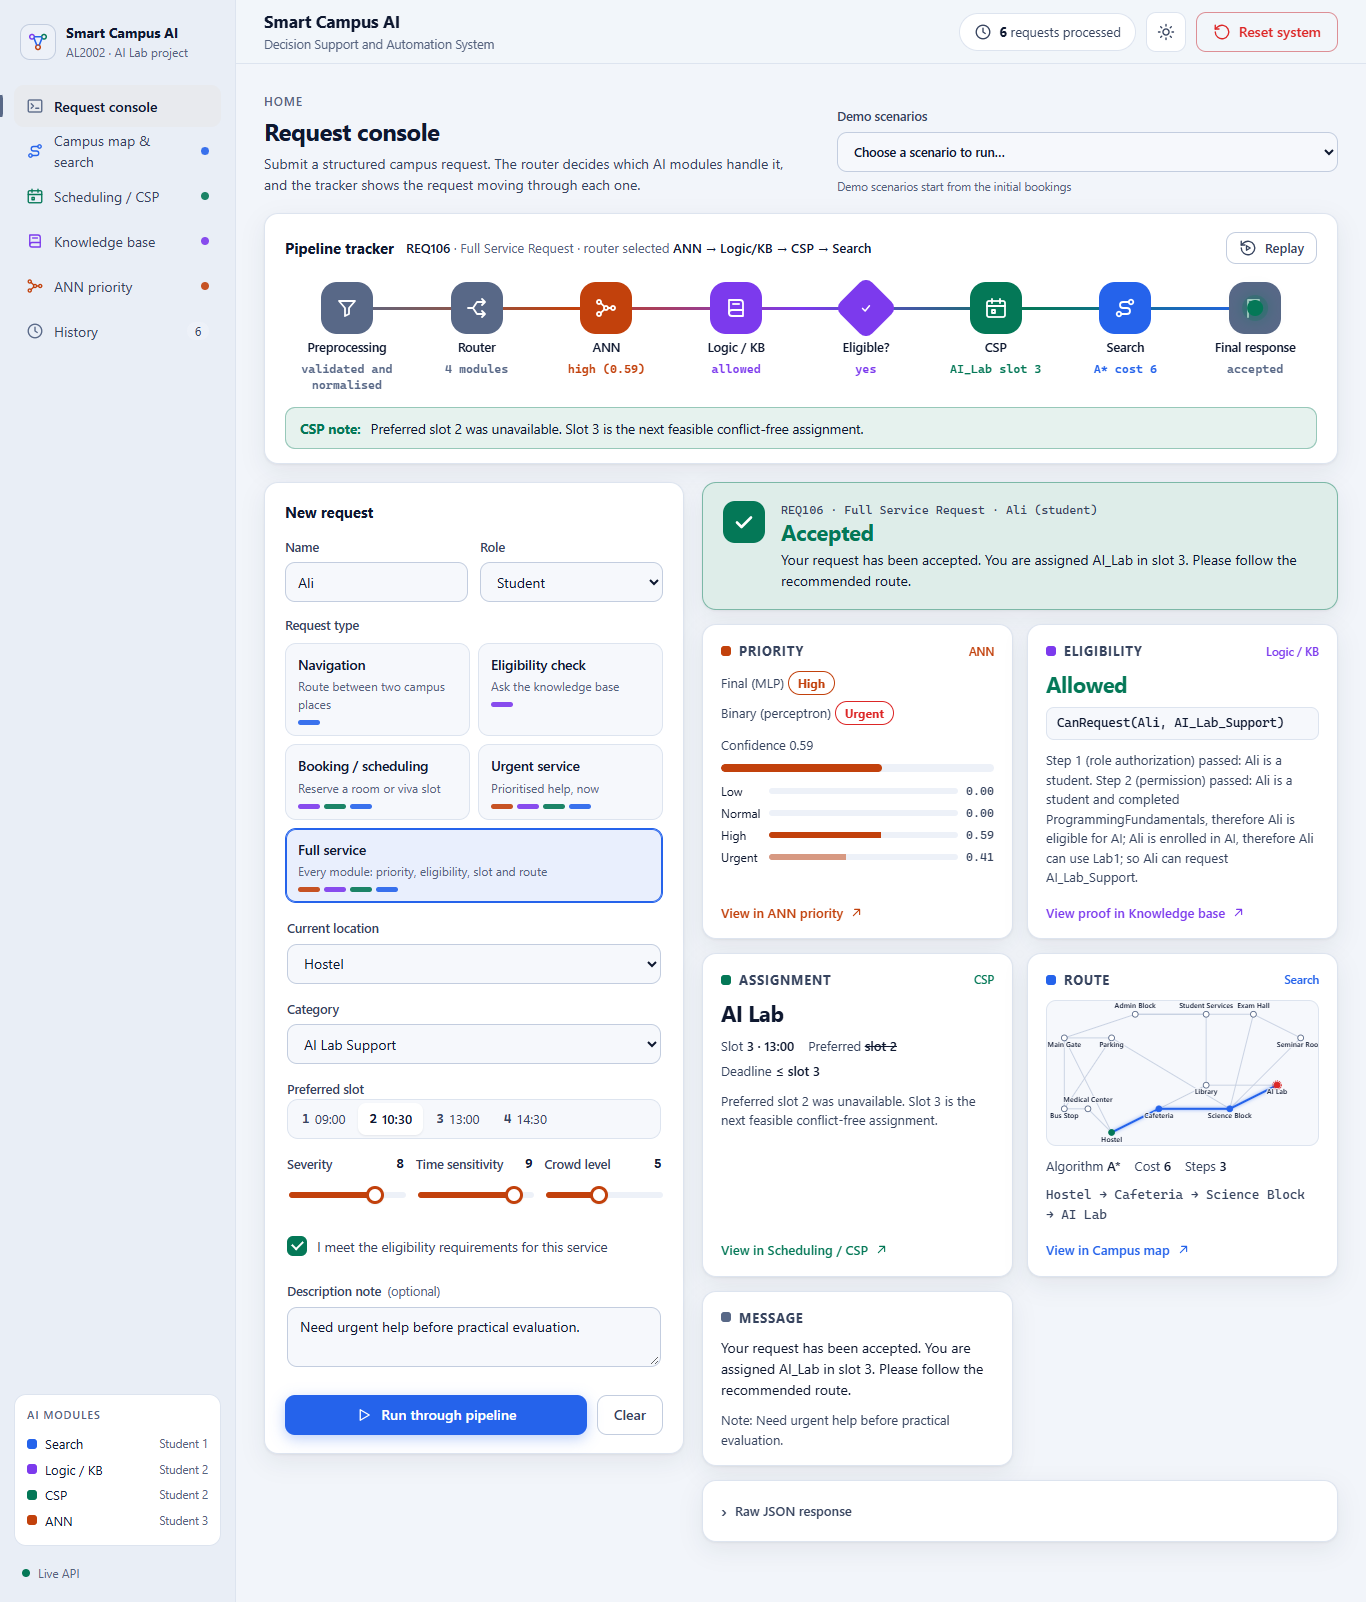 Smart Campus AI
AL2002 · AI Lab project
Request console
Campus map &
search
Scheduling / CSP
Knowledge base
ANN priority
History
6
AI MODULES
Search
Student 1
Logic / KB
Student 2
CSP
Student 2
ANN
Student 3
Live API
Smart Campus AI
Decision Support and Automation System
6 requests processed
Reset system
HOME
Request console
Submit a structured campus request. The router decides which AI modules handle it,
and the tracker shows the request moving through each one.
Demo scenarios
Choose a scenario to run...
Demo scenarios start from the initial bookings
Pipeline tracker
REQ106 · Full Service Request · router selected ANN → Logic/KB → CSP → Search
Replay
Preprocessing
validated and
normalised
Router
4 modules
ANN
high (0.59)
Logic / KB
allowed
Eligible?
yes
CSP
AI_Lab slot 3
Search
A* cost 6
Final response
accepted
CSP note: Preferred slot 2 was unavailable. Slot 3 is the next feasible conflict-free assignment.
New request
Name
Role
Ali
Student
Request type
Navigation
Route between two campus
places
Eligibility check
Ask the knowledge base
Booking / scheduling
Reserve a room or viva slot
Urgent service
Prioritised help, now
Full service
Every module: priority, eligibility, slot and route
Current location
Hostel
Category
AI Lab Support
Preferred slot
1 09:00
2 10:30
3 13:00
4 14:30
Severity 8
Time sensitivity 9
Crowd level 5
I meet the eligibility requirements for this service
Description note (optional)
Need urgent help before practical evaluation.
Run through pipeline
Clear
REQ106 · Full Service Request · Ali (student)
Accepted
Your request has been accepted. You are assigned AI_Lab in slot 3. Please follow the
recommended route.
PRIORITY
ANN
Final (MLP) High
Binary (perceptron) Urgent
Confidence 0.59
Low 0.00
Normal 0.00
High 0.59
Urgent 0.41
View in ANN priority ↗
ELIGIBILITY
Logic / KB
Allowed
CanRequest(Ali, AI_Lab_Support)
Step 1 (role authorization) passed: Ali is a
student. Step 2 (permission) passed: Ali is a
student and completed
ProgrammingFundamentals, therefore Ali is
eligible for AI; Ali is enrolled in AI, therefore Ali
can use Lab1; so Ali can request
AI_Lab_Support.
View proof in Knowledge base ↗
ASSIGNMENT
CSP
AI Lab
Slot 3 · 13:00 Preferred slot 2
Deadline ≤ slot 3
Preferred slot 2 was unavailable. Slot 3 is the
next feasible conflict-free assignment.
View in Scheduling / CSP ↗
ROUTE
Search
Admin Block
Student Services
Exam Hall
Main Gate
Parking
Seminar Roo
Library
AI Lab
Medical Center
Bus Stop
Cafeteria
Science Block
Hostel
Algorithm A* Cost 6 Steps 3
Hostel → Cafeteria → Science Block
→ AI Lab
View in Campus map ↗
MESSAGE
Your request has been accepted. You are
assigned AI_Lab in slot 3. Please follow the
recommended route.
Note: Need urgent help before practical
evaluation.
› Raw JSON response